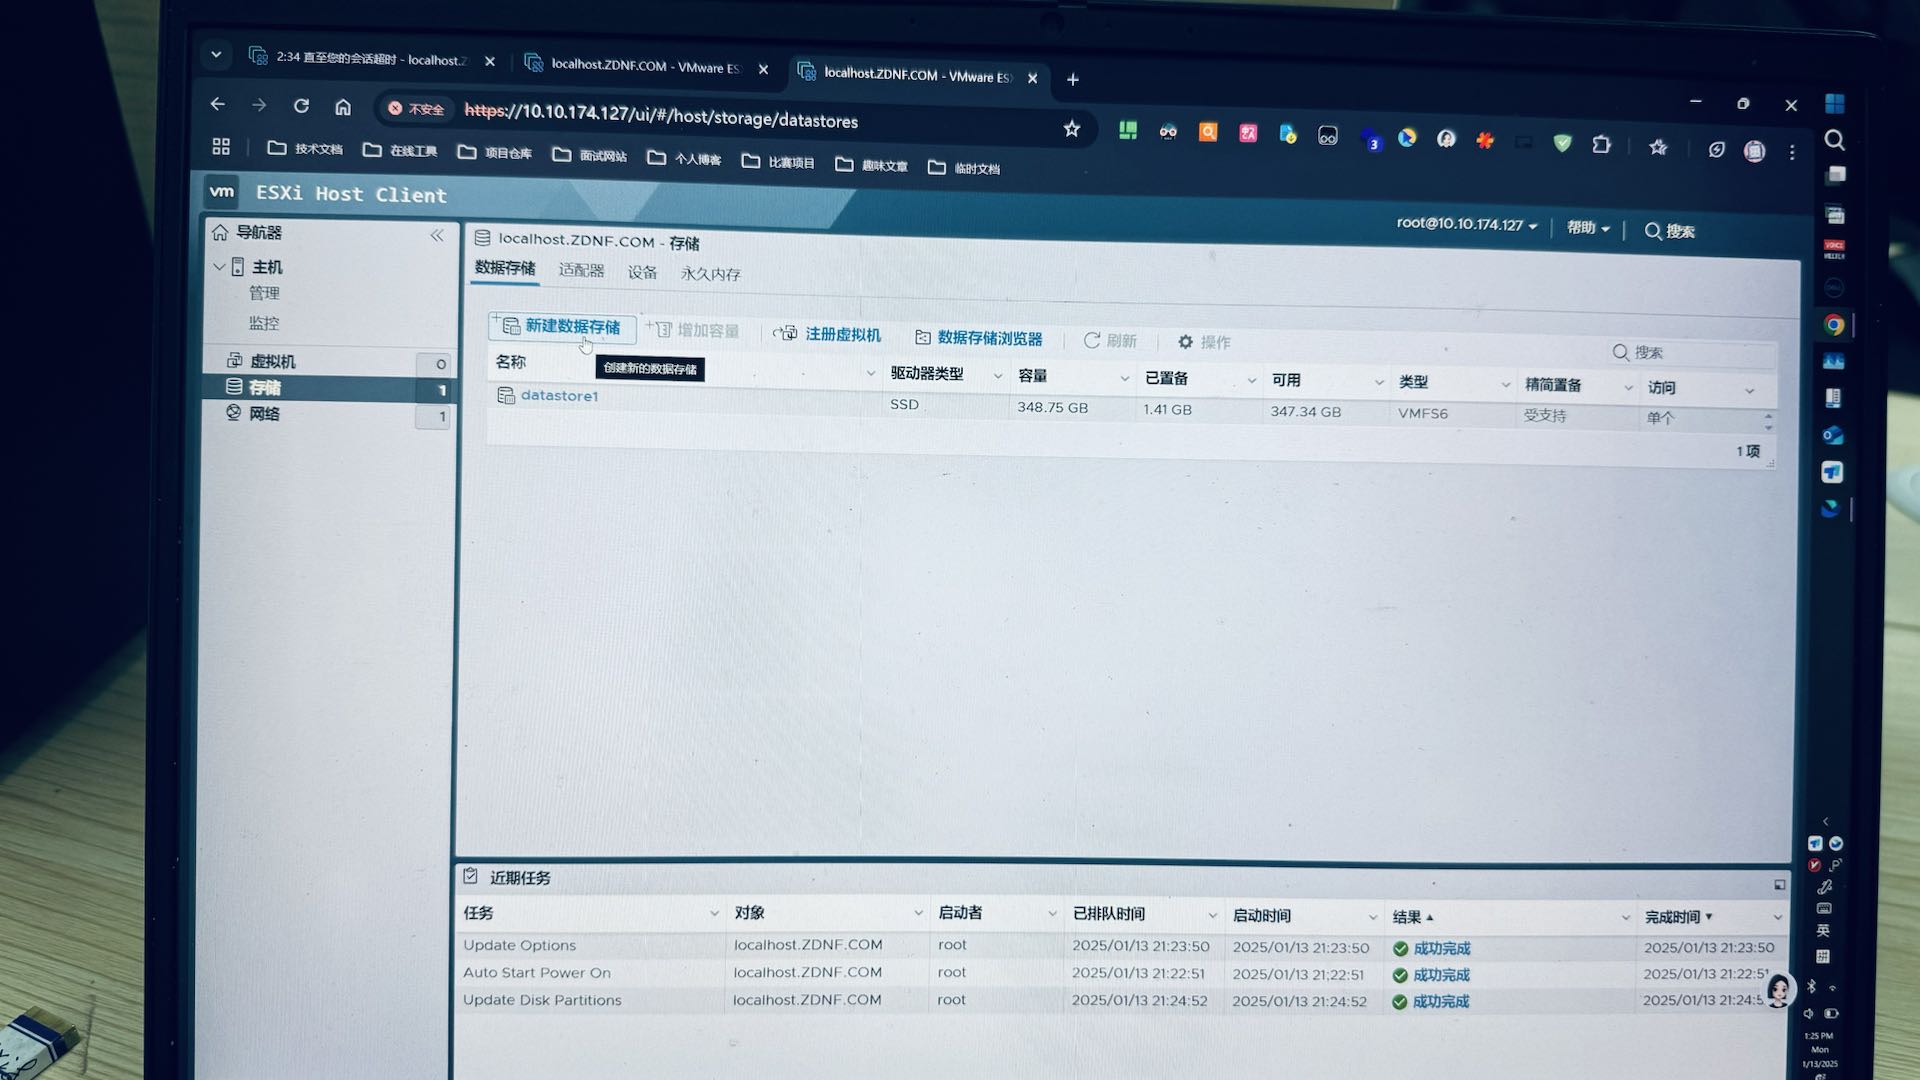 2:34 直至您的会话超时 - localhost.Z
localhost.ZDNF.COM - VMware ES
localhost.ZDNF.COM - VMware ES
不安全
https://10.10.174.127/ui/#/host/storage/datastores
3
技术文档
在线工具
项目仓库
面试网站
个人博客
比赛项目
趣味文章
临时文档
vm
ESXi Host Client
root@10.10.174.127
帮助
搜索
导航器
主机
管理
监控
虚拟机 0
存储 1
网络 1
localhost.ZDNF.COM - 存储
数据存储 适配器 设备 永久内存
新建数据存储 增加容量 注册虚拟机 数据存储浏览器 刷新 操作
搜索
创建新的数据存储
名称 驱动器类型 容量 已置备 可用 类型 精简置备 访问
datastore1 SSD 348.75 GB 1.41 GB 347.34 GB VMFS6 受支持 单个
1 项
近期任务
任务 对象 启动者 已排队时间 启动时间 结果 完成时间
Update Options localhost.ZDNF.COM root 2025/01/13 21:23:50 2025/01/13 21:23:50 成功完成 2025/01/13 21:23:50
Auto Start Power On localhost.ZDNF.COM root 2025/01/13 21:22:51 2025/01/13 21:22:51 成功完成 2025/01/13 21:22:51
Update Disk Partitions localhost.ZDNF.COM root 2025/01/13 21:24:52 2025/01/13 21:24:52 成功完成 2025/01/13 21:24:5
英
拼
1:25 PM
Mon
1/13/2025